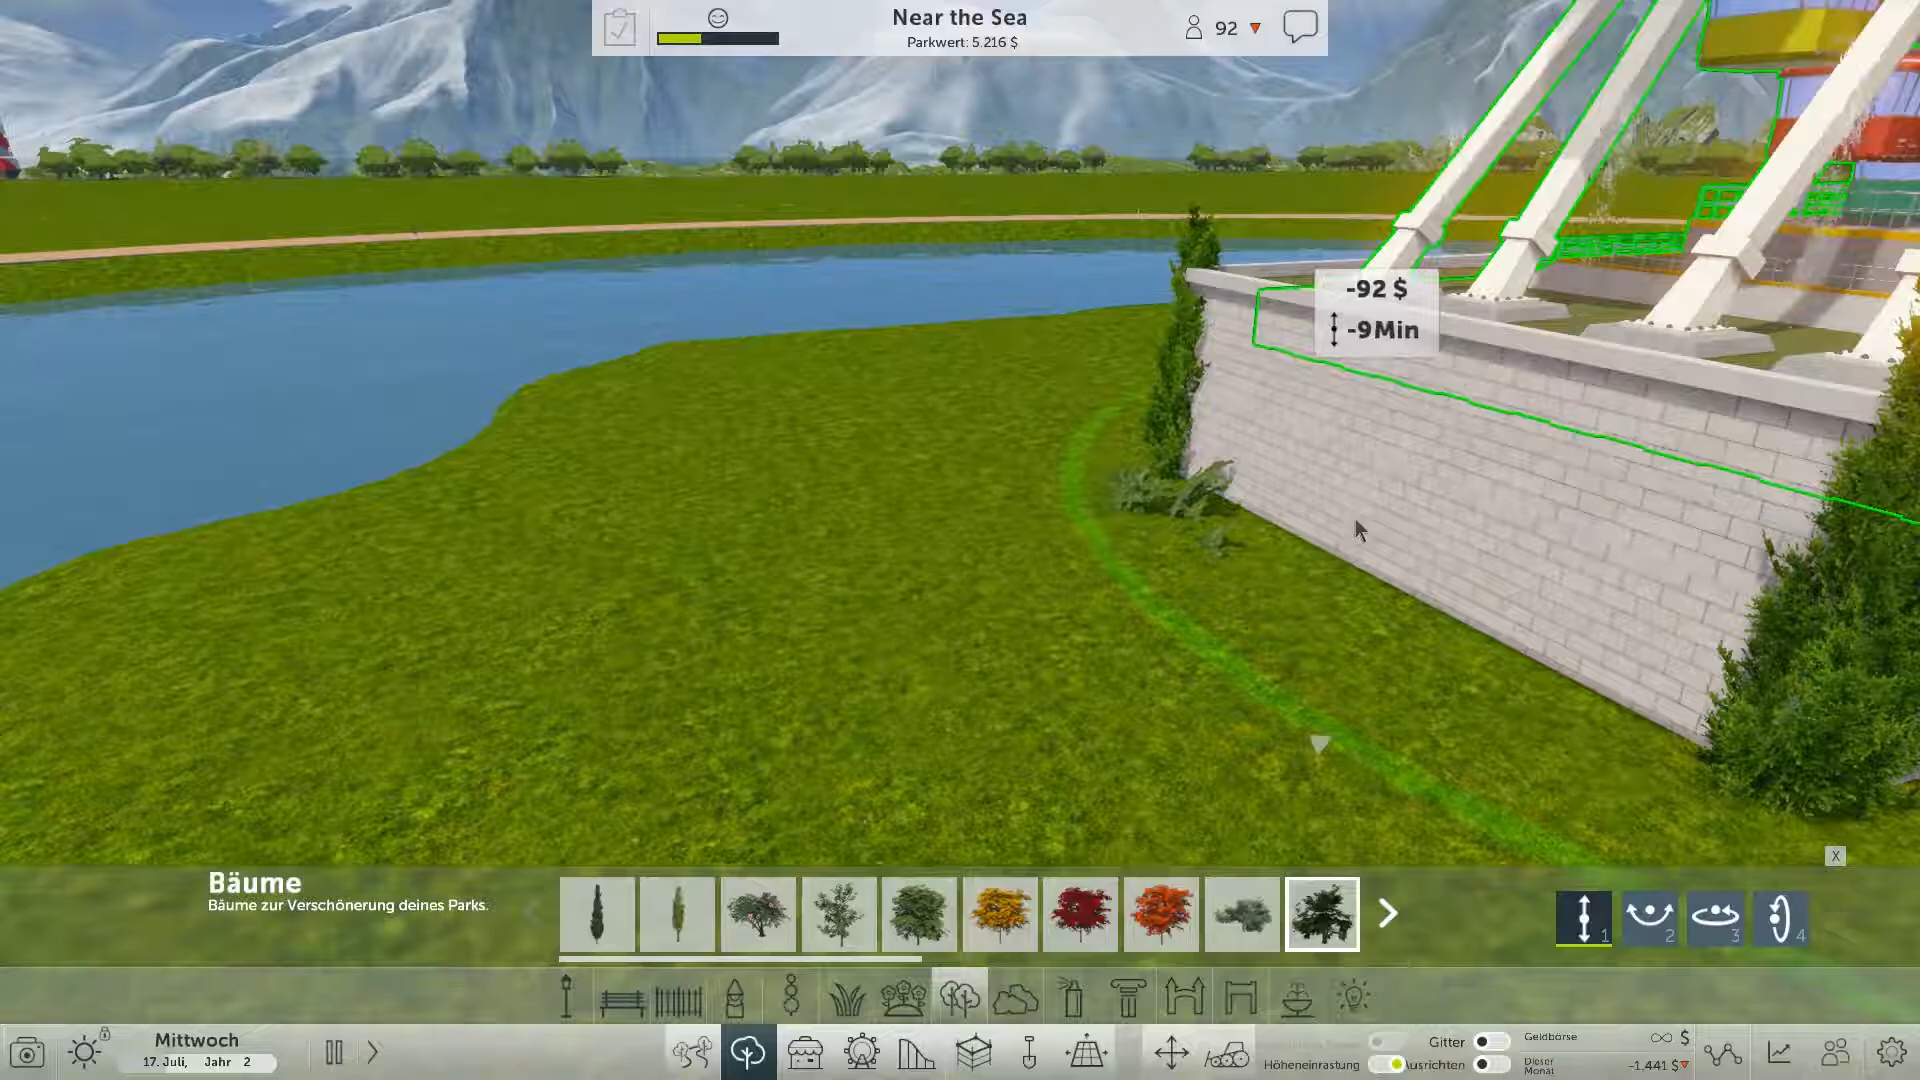 Near the Sea
Parkwert: 5.216 $
92
-92 $
-9Min
X
Bäume
Bäume zur Verschönerung deines Parks.
1
2
3
4
Mittwoch
17. Juli, Jahr 2
Gitter
Höheneinrastung
Ausrichten
Geldbörse
∞ $
Dieser
Monat
-1.441 $